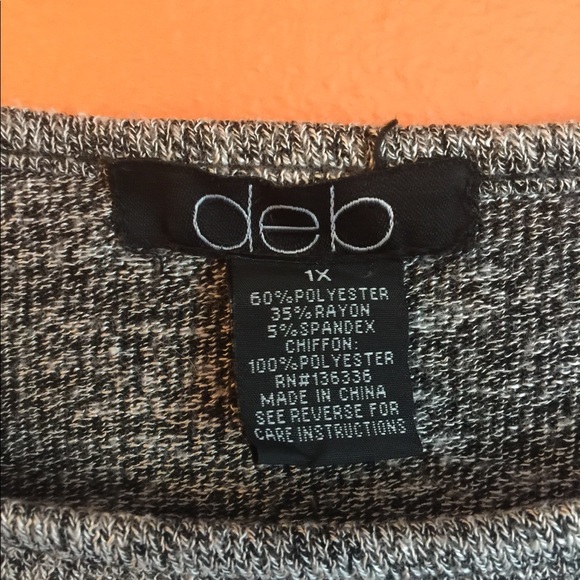 deb
1X
60%POLYESTER
35%RAYON
5%SPANDEX
CHIFFON:
100%POLYESTER
RN#136336
MADE IN CHINA
SEE REVERSE FOR
CARE INSTRUCTIONS